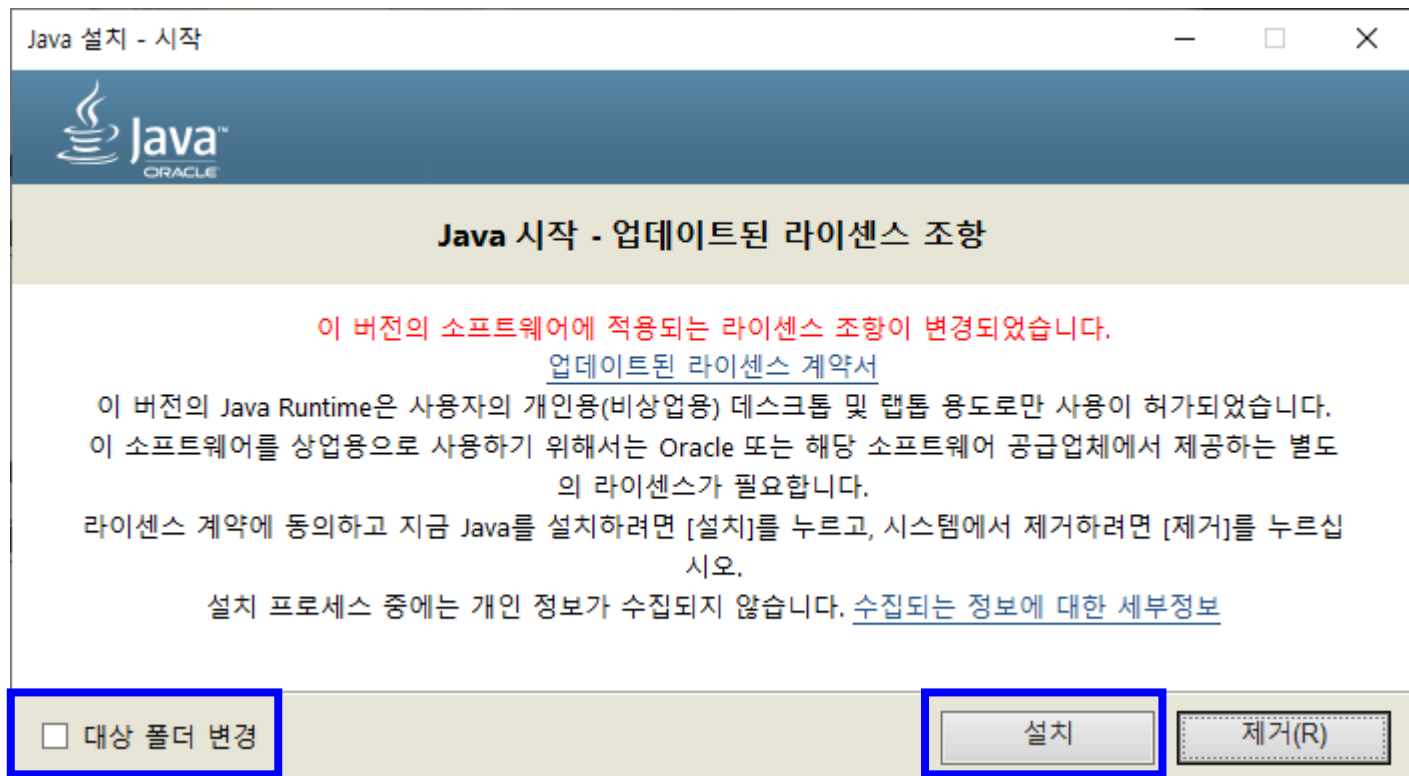 Java 설치 - 시작
Java™
ORACLE
Java 시작 - 업데이트된 라이센스 조항
이 버전의 소프트웨어에 적용되는 라이센스 조항이 변경되었습니다.
업데이트된 라이센스 계약서
이 버전의 Java Runtime은 사용자의 개인용(비상업용) 데스크톱 및 랩톱 용도로만 사용이 허가되었습니다.
이 소프트웨어를 상업용으로 사용하기 위해서는 Oracle 또는 해당 소프트웨어 공급업체에서 제공하는 별도
의 라이센스가 필요합니다.
라이센스 계약에 동의하고 지금 Java를 설치하려면 [설치]를 누르고, 시스템에서 제거하려면 [제거]를 누르십
시오.
설치 프로세스 중에는 개인 정보가 수집되지 않습니다. 수집되는 정보에 대한 세부정보
대상 폴더 변경
설치
제거(R)